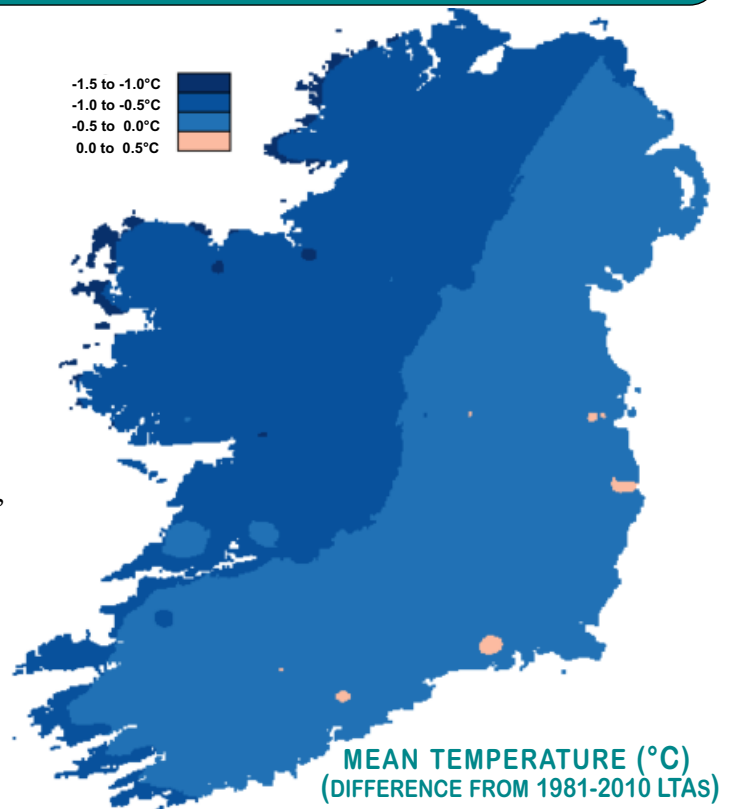 -1.5 to -1.0°C
-1.0 to -0.5°C
-0.5 to 0.0°C
0.0 to 0.5°C
,
MEAN TEMPERATURE (°C)
(DIFFERENCE FROM 1981-2010 LTAS)